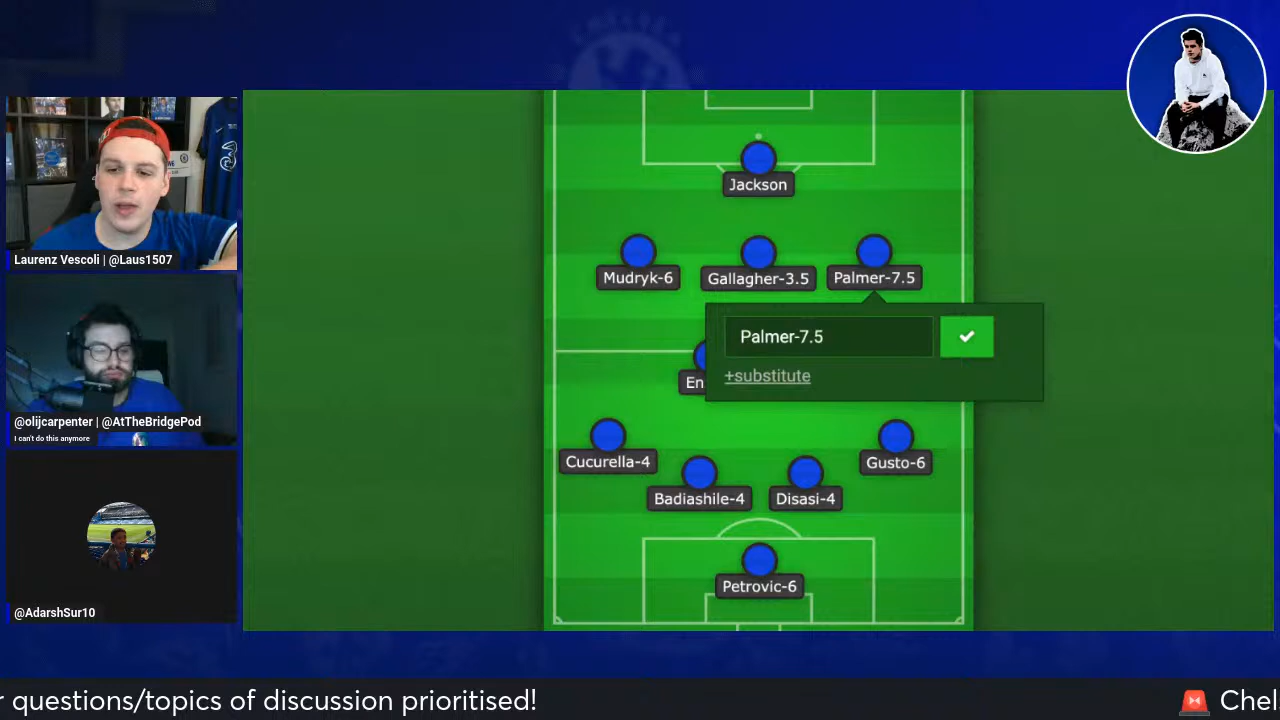 Laurenz Vescoli | @Laus1507
@olijcarpenter | @AtTheBridgePod
I can't do this anymore
@AdarshSur10
Jackson
Mudryk-6
Gallagher-3.5
Palmer-7.5
Palmer-7.5
+substitute
En
Cucurella-4
Gusto-6
Badiashile-4
Disasi-4
Petrovic-6
r questions/topics of discussion prioritised!
🚨 Chel